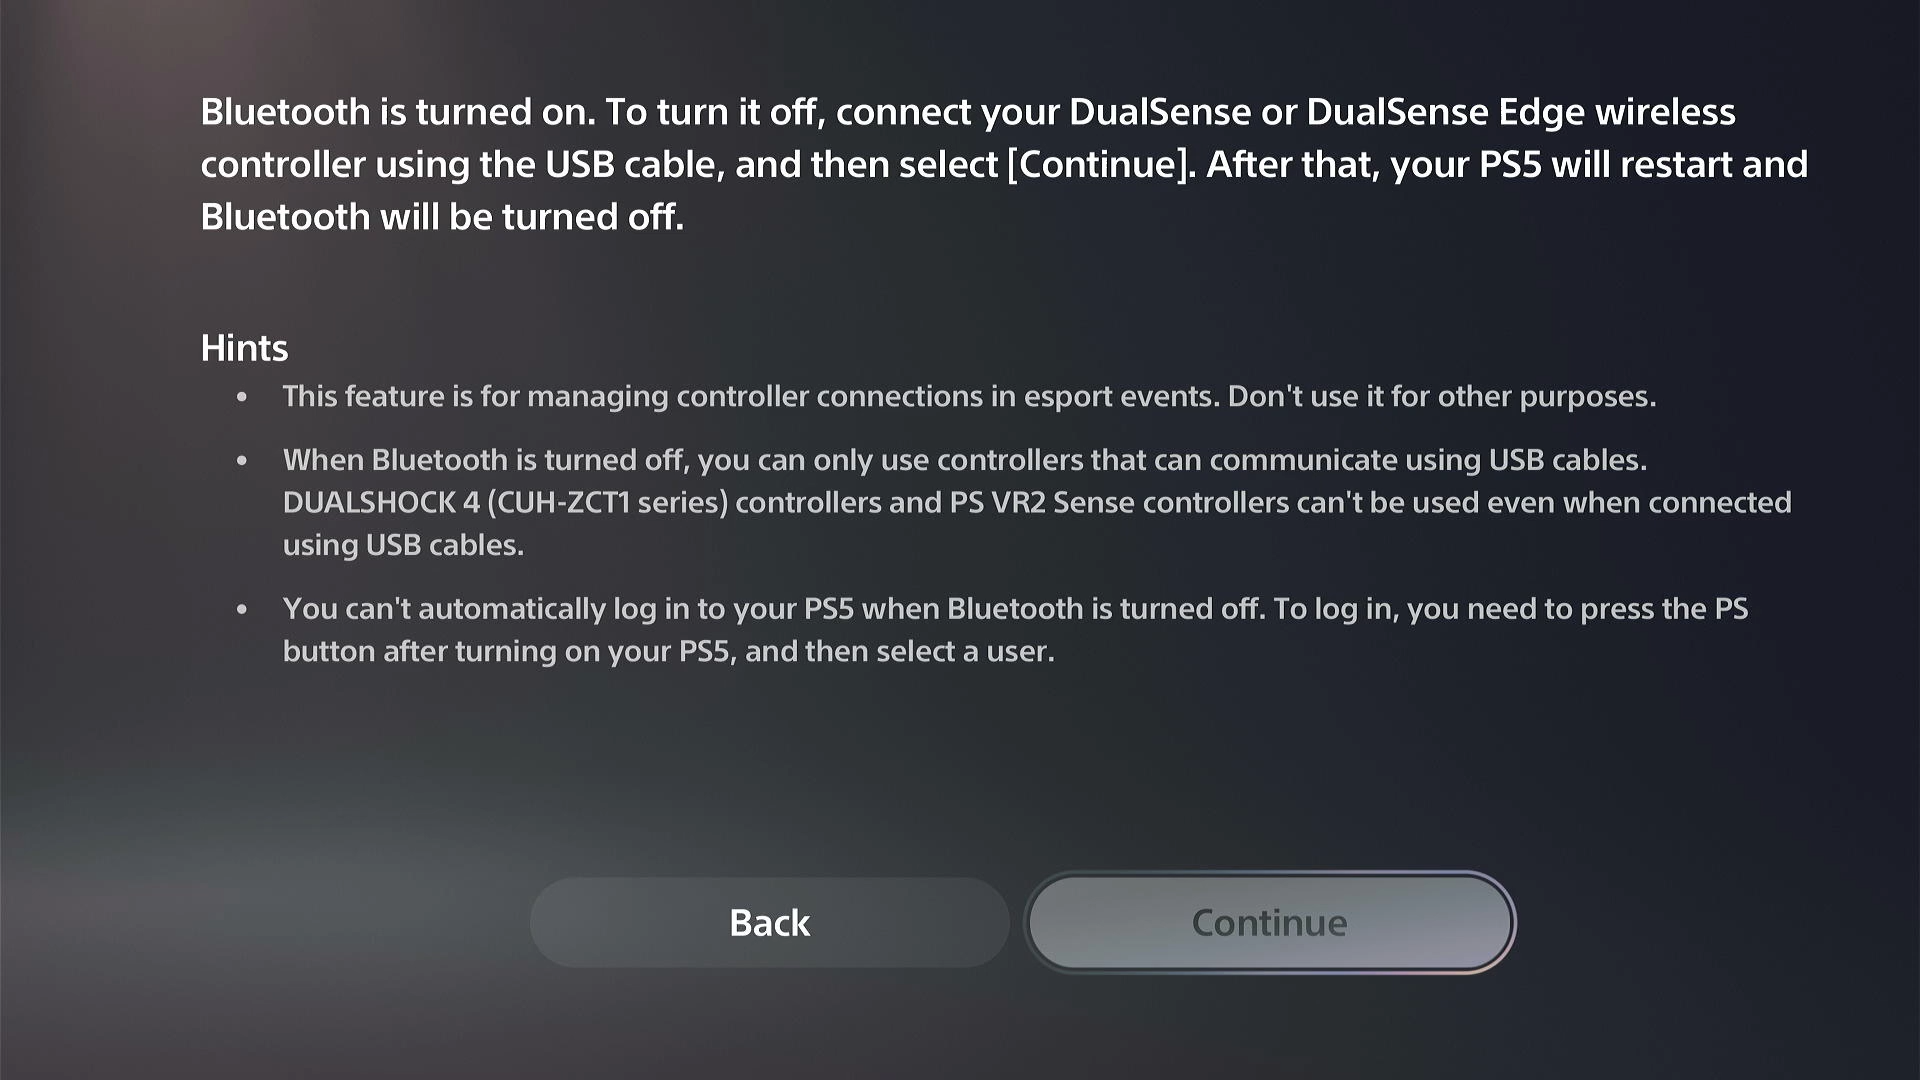 Bluetooth is turned on. To turn it off, connect your DualSense or DualSense Edge wireless
controller using the USB cable, and then select [Continue]. After that, your PS5 will restart and
Bluetooth will be turned off.
Hints
• This feature is for managing controller connections in esport events. Don't use it for other purposes.
• When Bluetooth is turned off, you can only use controllers that can communicate using USB cables.
DUALSHOCK 4 (CUH-ZCT1 series) controllers and PS VR2 Sense controllers can't be used even when connected
using USB cables.
• You can't automatically log in to your PS5 when Bluetooth is turned off. To log in, you need to press the PS
button after turning on your PS5, and then select a user.
Back
Continue